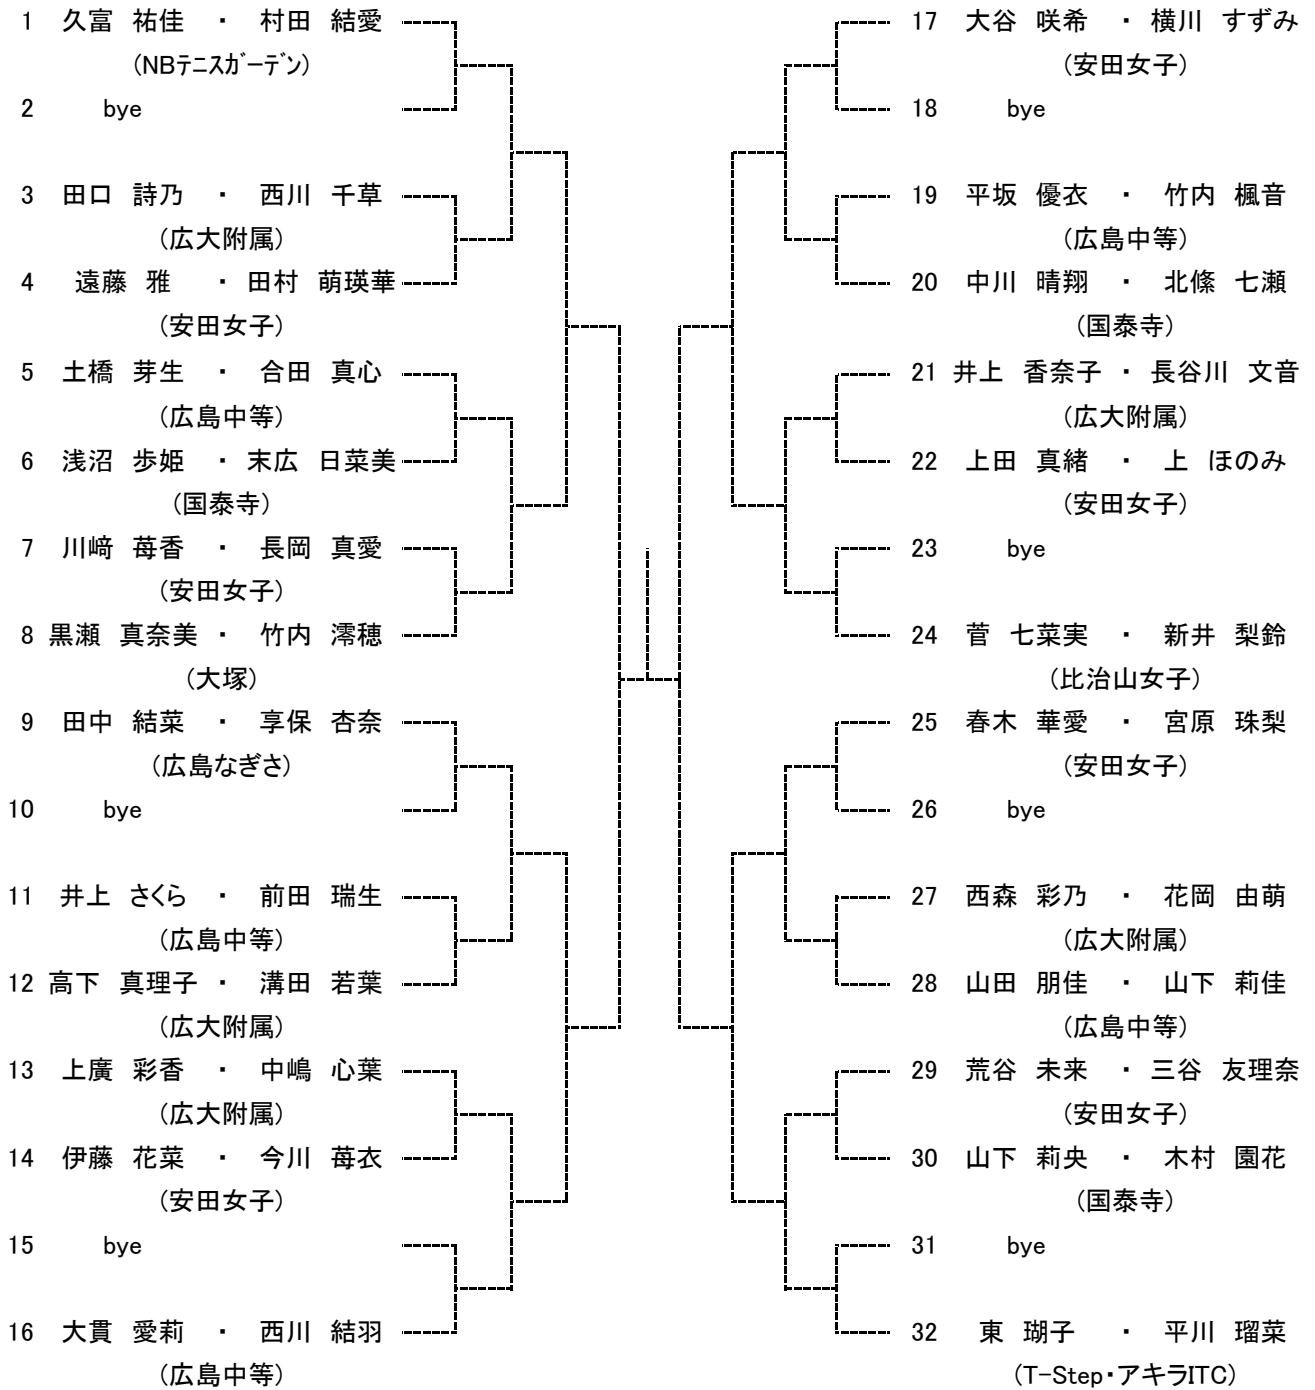 1 久富 祐佳 ・ 村田 結愛
(NBテニスガーデン)
2 bye
3 田口 詩乃 ・ 西川 千草
(広大附属)
4 遠藤 雅 ・ 田村 萌瑛華
(安田女子)
5 土橋 芽生 ・ 合田 真心
(広島中等)
6 浅沼 歩姫 ・ 末広 日菜美
(国泰寺)
7 川﨑 苺香 ・ 長岡 真愛
(安田女子)
8 黒瀬 真奈美 ・ 竹内 澪穂
(大塚)
9 田中 結菜 ・ 享保 杏奈
(広島なぎさ)
10 bye
11 井上 さくら ・ 前田 瑞生
(広島中等)
12 高下 真理子 ・ 溝田 若葉
(広大附属)
13 上廣 彩香 ・ 中嶋 心葉
(広大附属)
14 伊藤 花菜 ・ 今川 苺衣
(安田女子)
15 bye
16 大貫 愛莉 ・ 西川 結羽
(広島中等)
17 大谷 咲希 ・ 横川 すずみ
(安田女子)
18 bye
19 平坂 優衣 ・ 竹内 楓音
(広島中等)
20 中川 晴翔 ・ 北條 七瀬
(国泰寺)
21 井上 香奈子 ・ 長谷川 文音
(広大附属)
22 上田 真緒 ・ 上 ほのみ
(安田女子)
23 bye
24 菅 七菜実 ・ 新井 梨鈴
(比治山女子)
25 春木 華愛 ・ 宮原 珠梨
(安田女子)
26 bye
27 西森 彩乃 ・ 花岡 由萌
(広大附属)
28 山田 朋佳 ・ 山下 莉佳
(広島中等)
29 荒谷 未来 ・ 三谷 友理奈
(安田女子)
30 山下 莉央 ・ 木村 園花
(国泰寺)
31 bye
32 東 瑚子 ・ 平川 瑠菜
(T-Step・アキラITC)